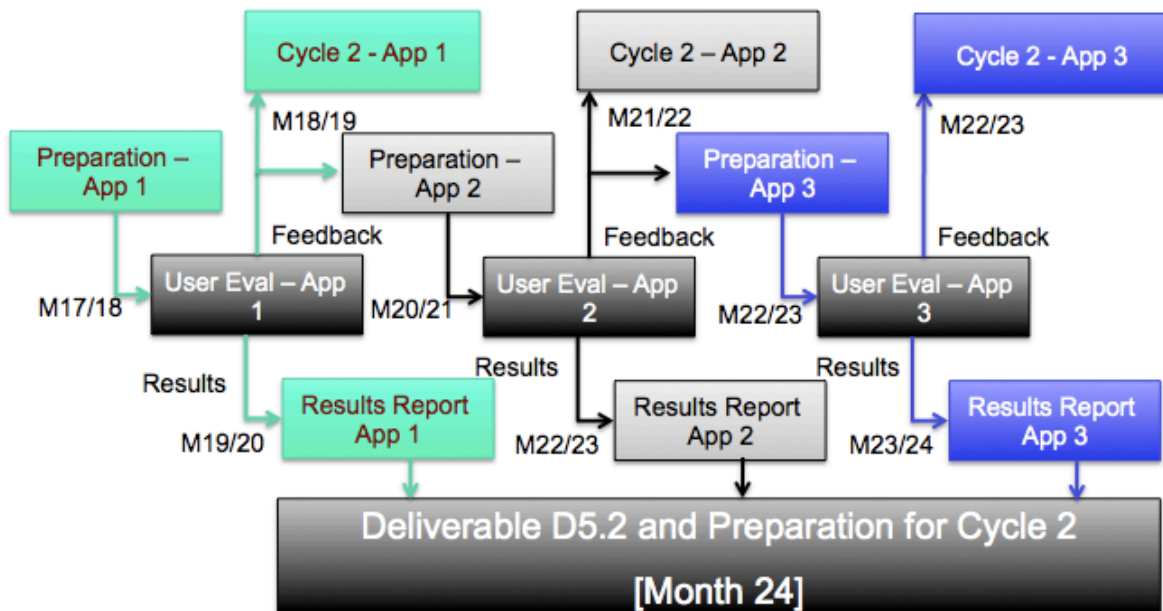 Cycle 2 - App 1
Cycle 2 – App 2
Cycle 2 - App 3
M18/19
M21/22
M22/23
Preparation –
App 1
Preparation –
App 2
Preparation –
App 3
Feedback
Feedback
Feedback
User Eval – App
1
User Eval – App
2
User Eval – App
3
M17/18
M20/21
M22/23
Results
Results
Results
Results Report
App 1
Results Report
App 2
Results Report
App 3
M19/20
M22/23
M23/24
Deliverable D5.2 and Preparation for Cycle 2
[Month 24]